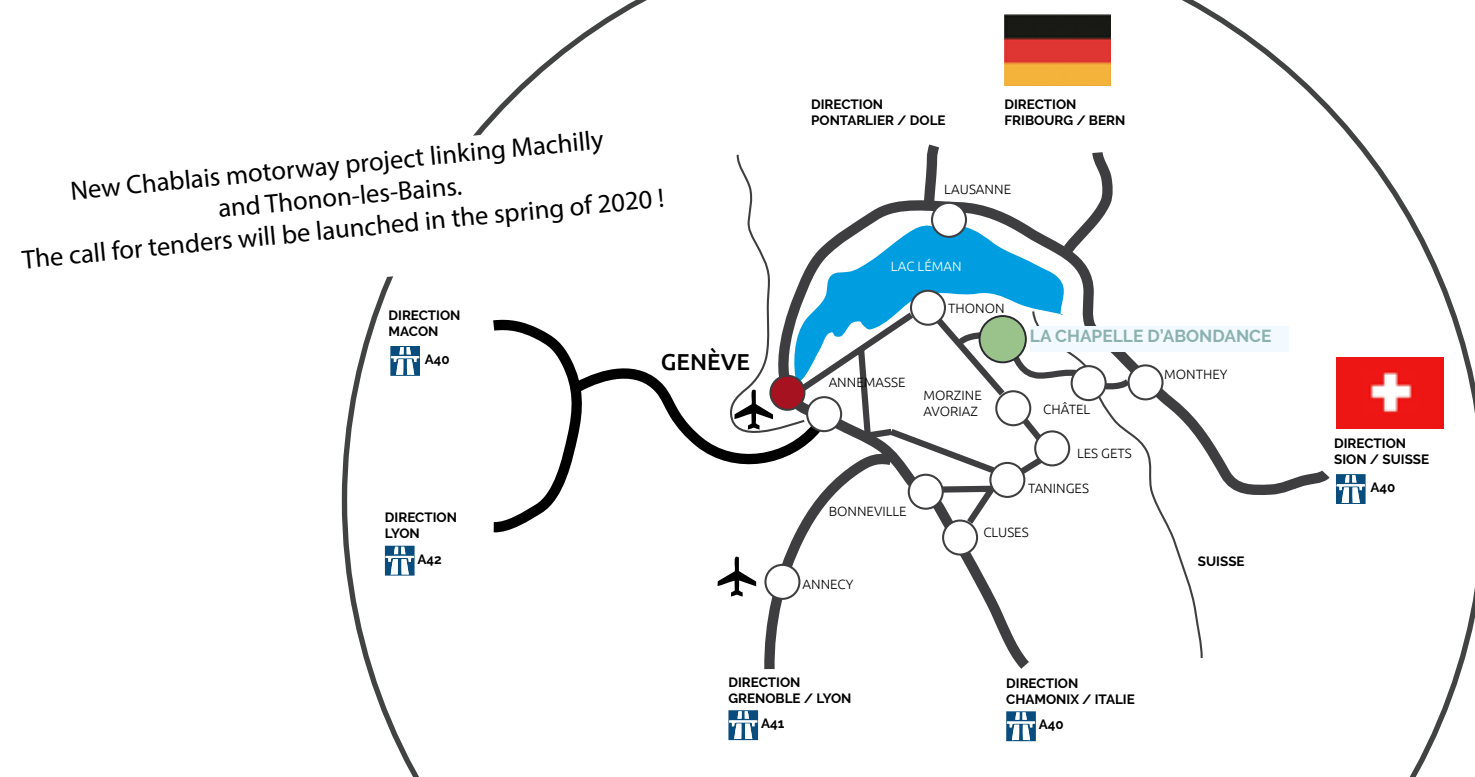 New Chablais motorway project linking Machilly
and Thonon-les-Bains.
The call for tenders will be launched in the spring of 2020 !
DIRECTION
PONTARLIER / DOLE
DIRECTION
FRIBOURG / BERN
LAUSANNE
LAC LÉMAN
THONON
LA CHAPELLE D'ABONDANCE
DIRECTION
MACON
A40
GENÈVE
ANNEMASSE
MORZINE
AVORIAZ
CHÂTEL
MONTHEY
LES GETS
DIRECTION
SION / SUISSE
A40
TANINGES
BONNEVILLE
CLUSES
DIRECTION
LYON
A42
SUISSE
ANNECY
DIRECTION
GRENOBLE / LYON
A41
DIRECTION
CHAMONIX / ITALIE
A40